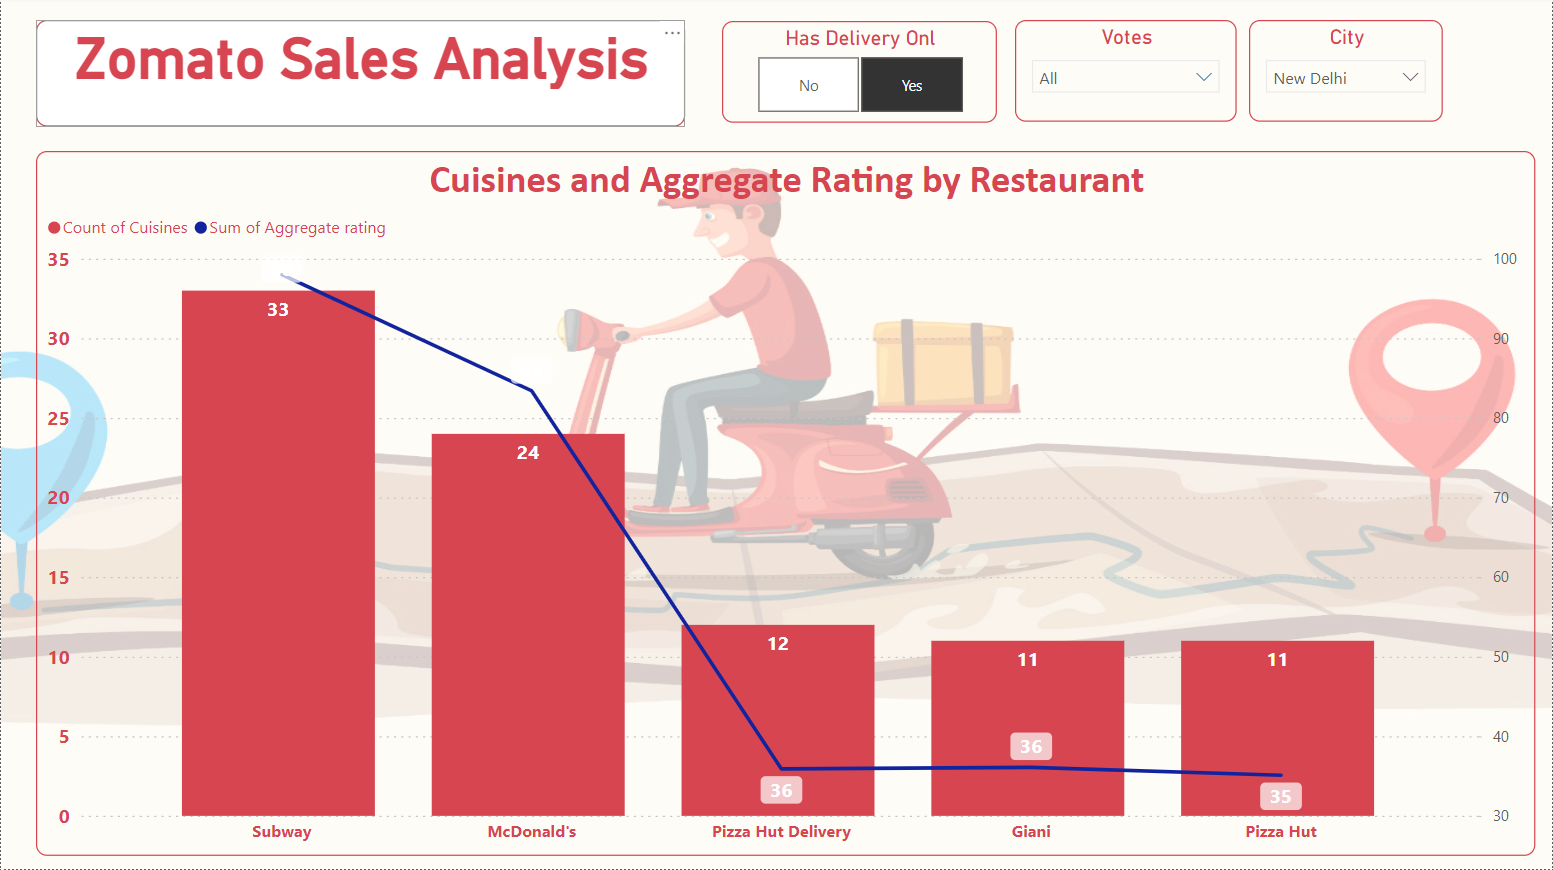 Zomato Sales Analysis
...
Has Delivery Onl
No
Yes
Votes
All
City
New Delhi
Cuisines and Aggregate Rating by Restaurant
Count of Cuisines
Sum of Aggregate rating
35
30
25
20
15
10
5
0
33
24
12
11
11
36
36
35
100
90
80
70
60
50
40
30
Subway
McDonald's
Pizza Hut Delivery
Giani
Pizza Hut